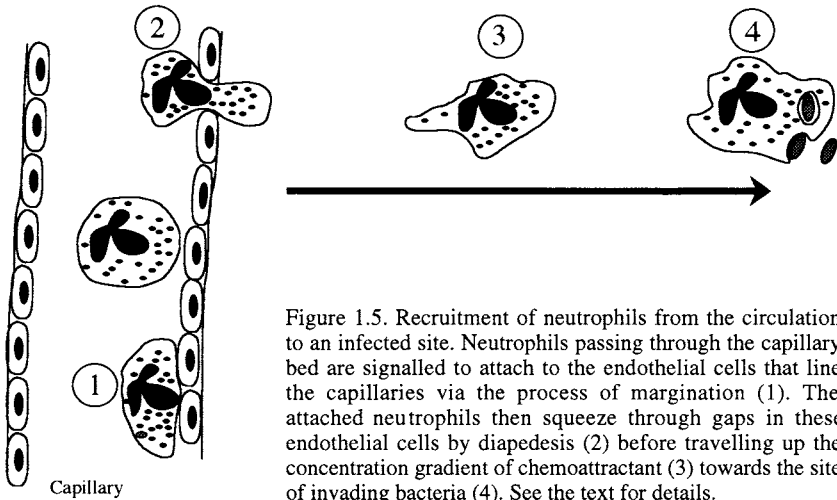 2
3
4
1
Capillary
Figure 1.5. Recruitment of neutrophils from the circulation
to an infected site. Neutrophils passing through the capillary
bed are signalled to attach to the endothelial cells that line
the capillaries via the process of margination (1). The
attached neutrophils then squeeze through gaps in these
endothelial cells by diapedesis (2) before travelling up the
concentration gradient of chemoattractant (3) towards the site
of invading bacteria (4). See the text for details.